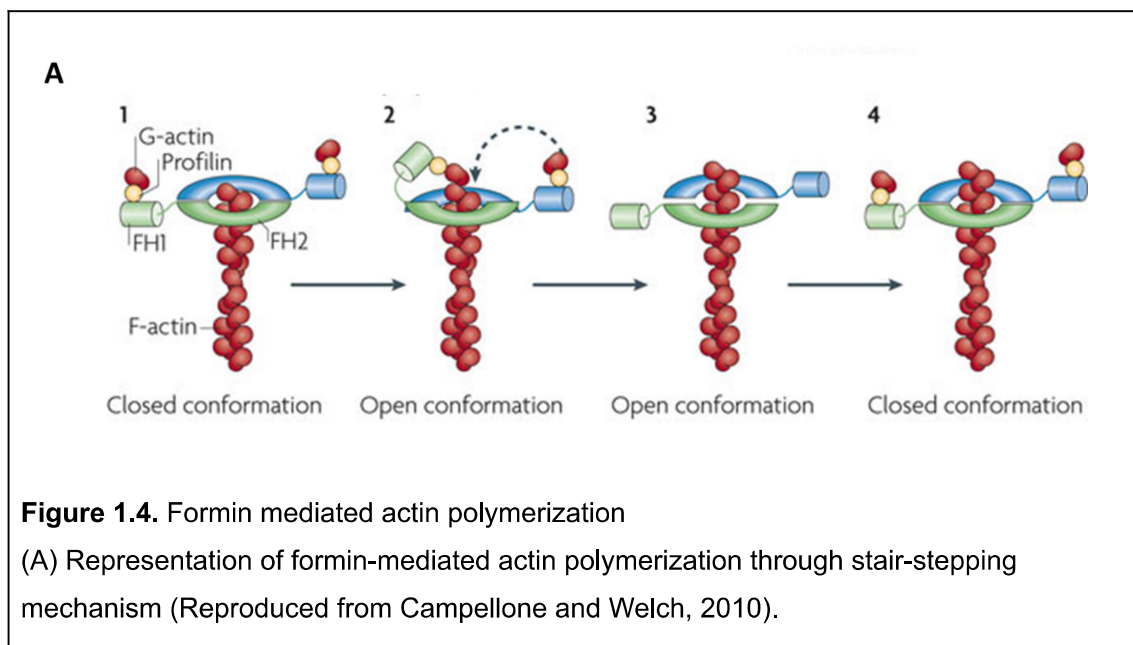 A
1
2
3
4
G-actin
Profilin
FH1
FH2
F-actin
Closed conformation
Open conformation
Open conformation
Closed conformation
Figure 1.4. Formin mediated actin polymerization
(A) Representation of formin-mediated actin polymerization through stair-stepping
mechanism (Reproduced from Campellone and Welch, 2010).